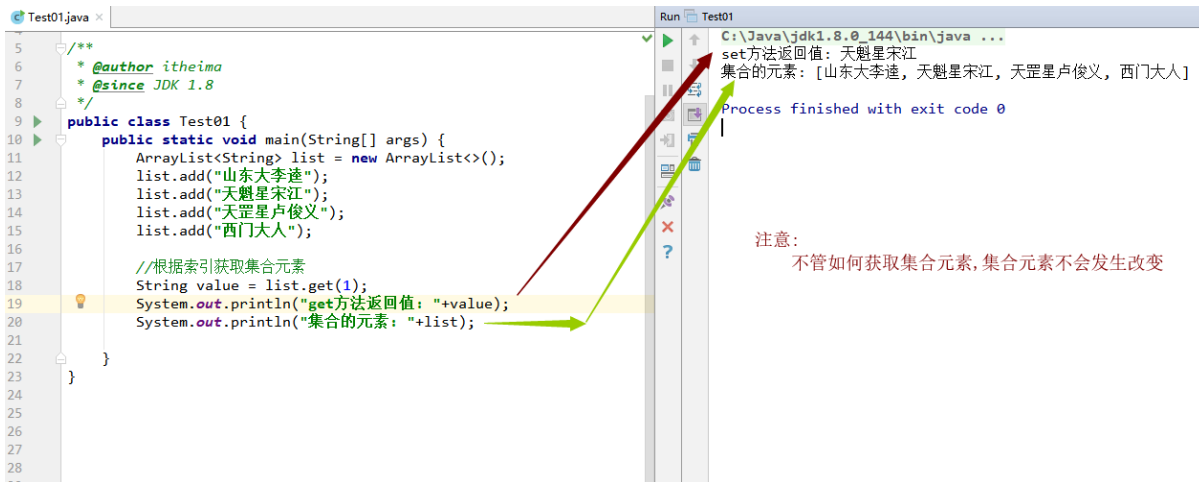 Test01.java
Run Test01
5 /**
6 * @author itheima
7 * @since JDK 1.8
8 */
9 public class Test01 {
10 public static void main(String[] args) {
11 ArrayList<String> list = new ArrayList<>();
12 list.add("山东大李逵");
13 list.add("天魁星宋江");
14 list.add("天罡星卢俊义");
15 list.add("西门大人");
16
17 //根据索引获取集合元素
18 String value = list.get(1);
19 System.out.println("get方法返回值："+value);
20 System.out.println("集合的元素："+list);
21
22 }
23 }
24
25
26
27
28
C:\Java\jdk1.8.0_144\bin\java ...
set方法返回值: 天魁星宋江
集合的元素: [山东大李逵, 天魁星宋江, 天罡星卢俊义, 西门大人]
Process finished with exit code 0
注意:
不管如何获取集合元素,集合元素不会发生改变